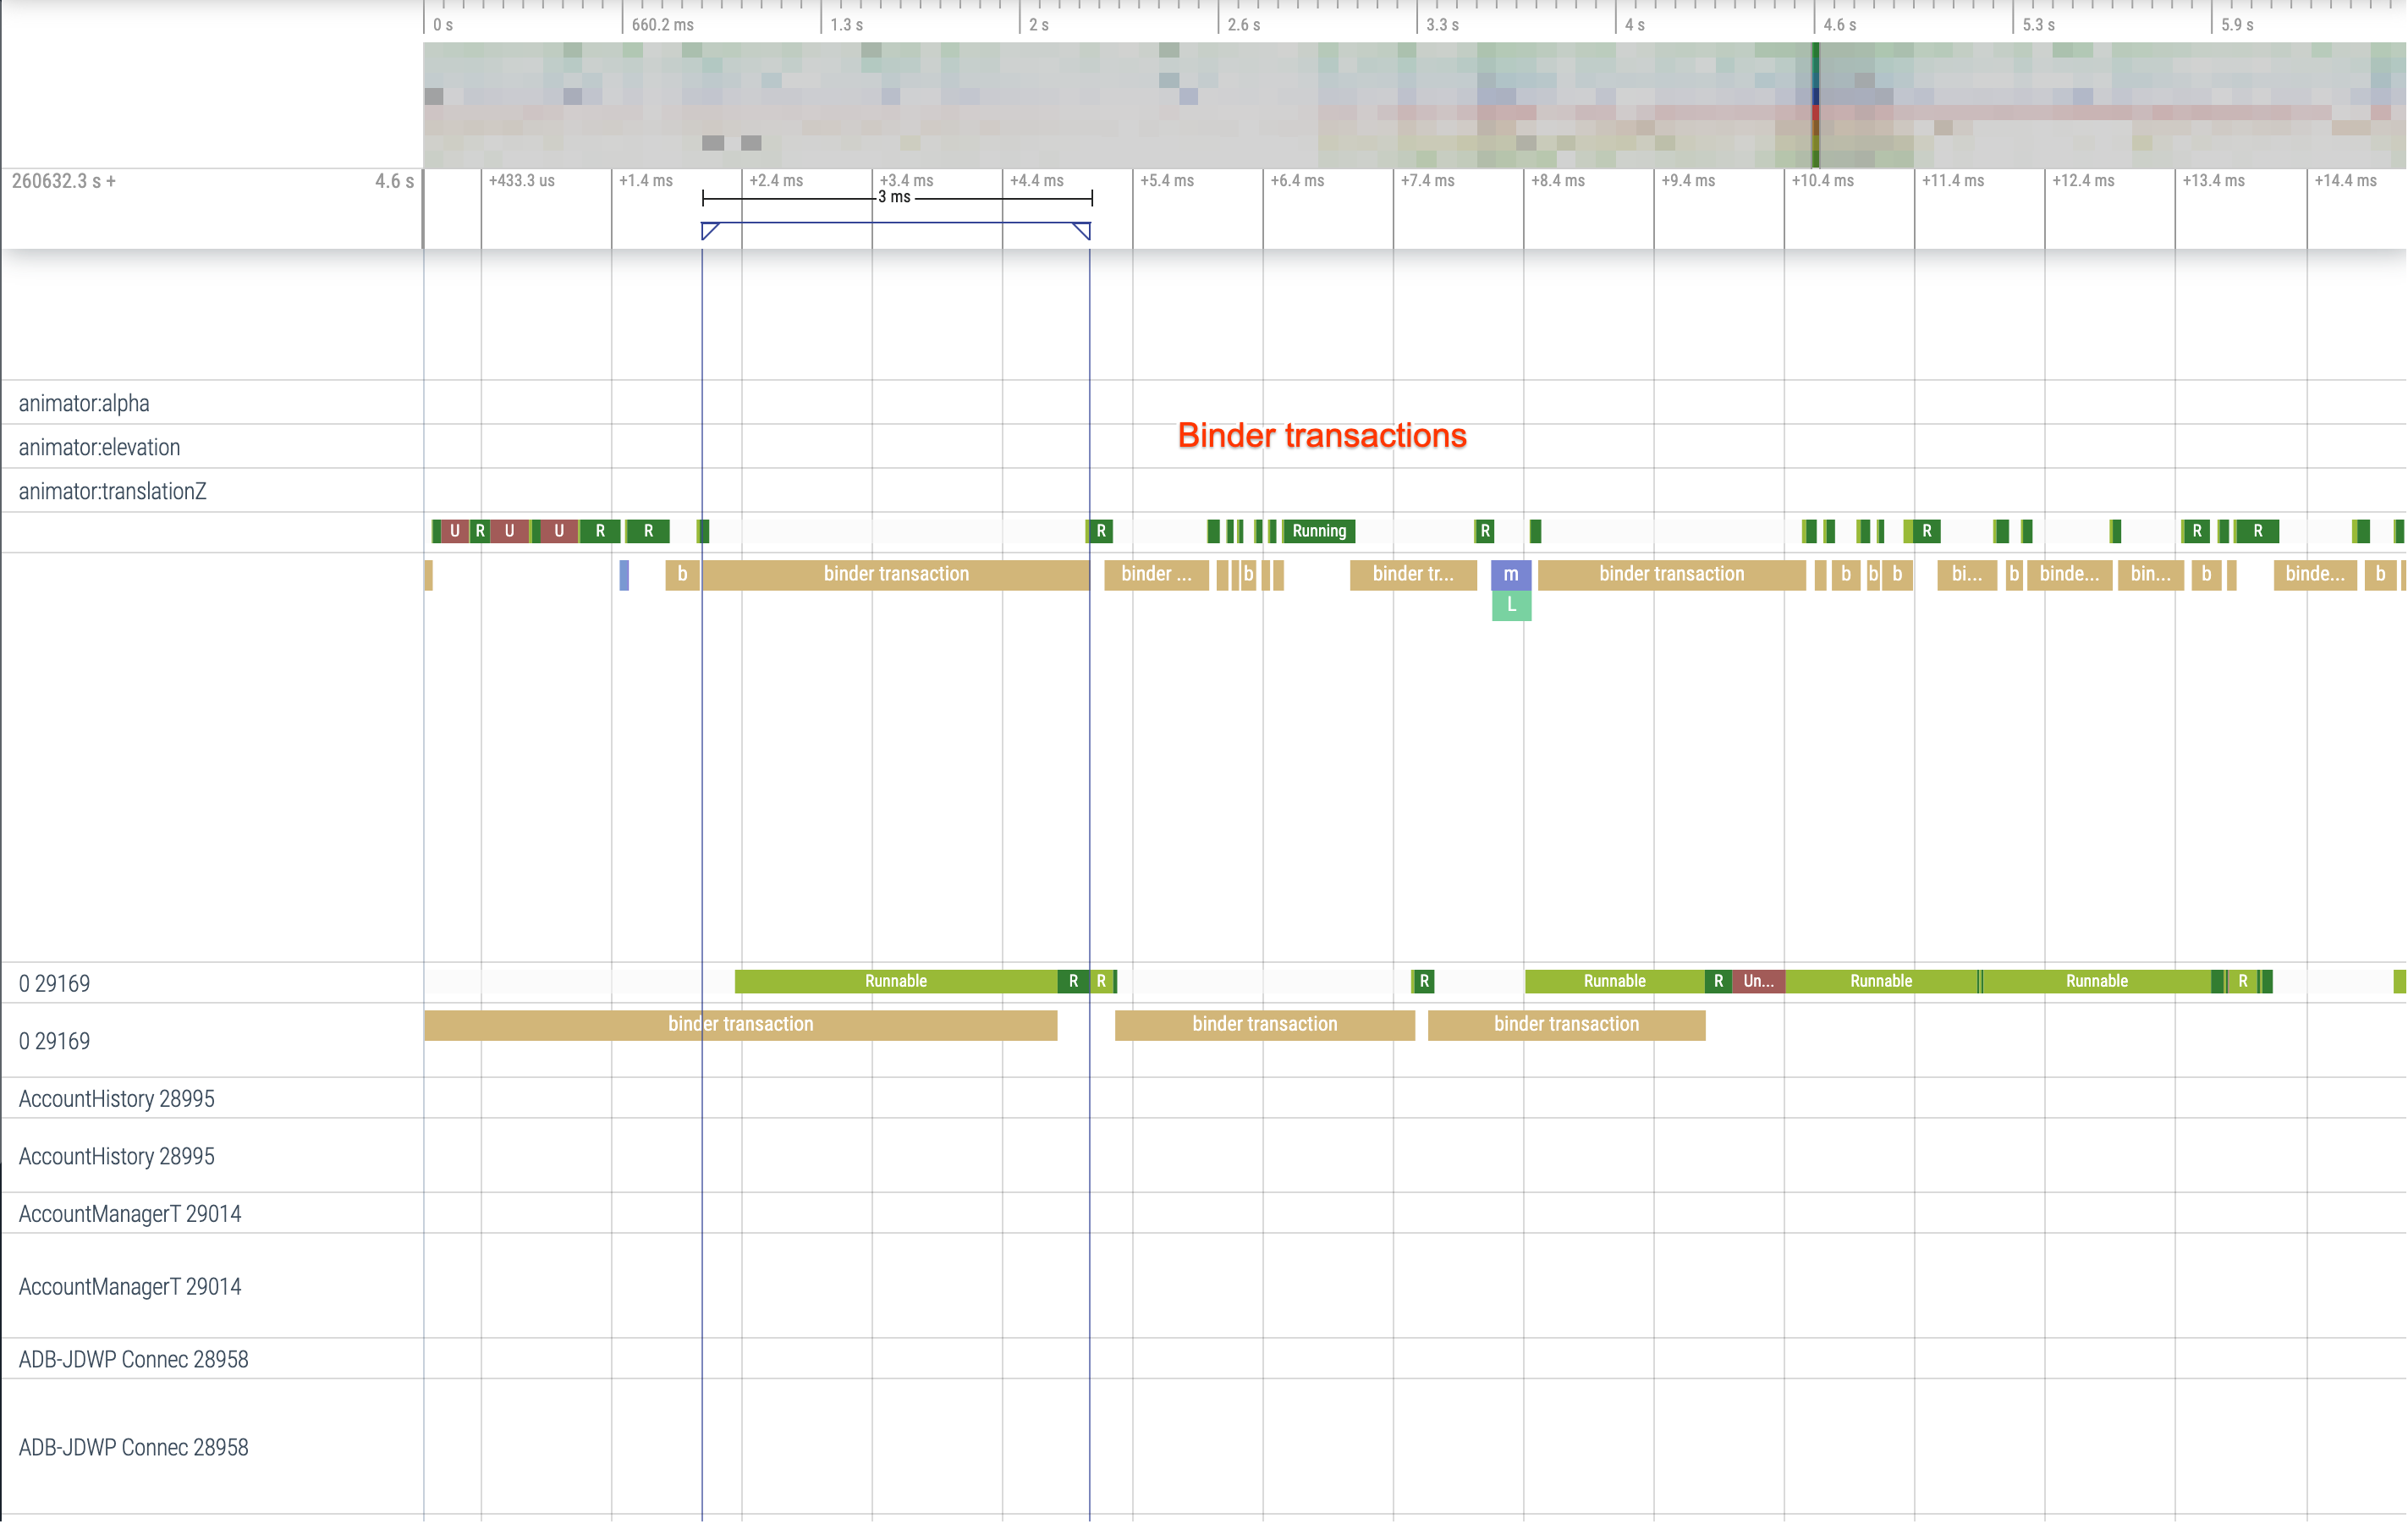 0 s 660.2 ms 1.3 s 2 s 2.6 s 3.3 s 4 s 4.6 s 5.3 s 5.9 s
260632.3 s + 4.6 s +433.3 us +1.4 ms +2.4 ms +3.4 ms +4.4 ms +5.4 ms +6.4 ms +7.4 ms +8.4 ms +9.4 ms +10.4 ms +11.4 ms +12.4 ms +13.4 ms +14.4 ms
3 ms
animator:alpha
Binder transactions
animator:elevation
animator:translationZ
U R U U R R R Running R R R R
b binder transaction binder ... b binder tr... m binder transaction b b b bi... b binde... bin... b binde... b
L
0 29169 Runnable R R R Runnable R Un... Runnable Runnable R
0 29169 binder transaction binder transaction binder transaction
AccountHistory 28995
AccountHistory 28995
AccountManagerT 29014
AccountManagerT 29014
ADB-JDWP Connec 28958
ADB-JDWP Connec 28958